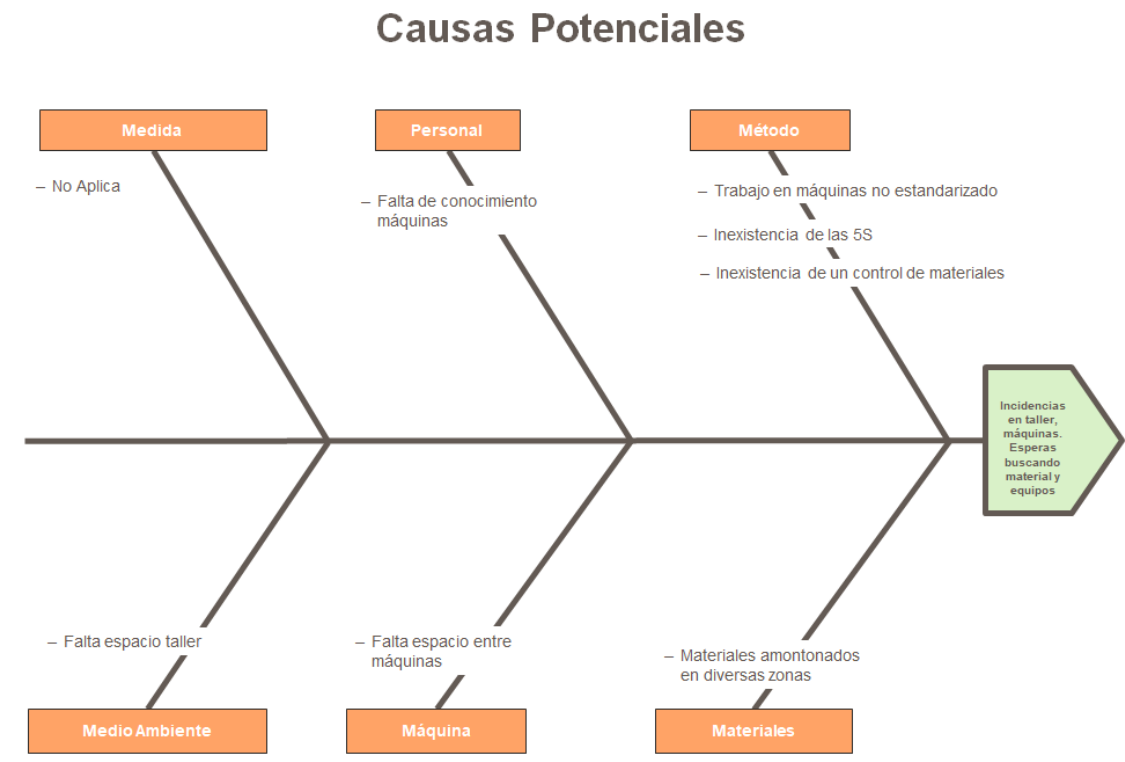 Causas Potenciales
Medida
Personal
Método
– No Aplica
– Falta de conocimiento
máquinas
– Trabajo en máquinas no estandarizado
– Inexistencia de las 5S
– Inexistencia de un control de materiales
Incidencias
en taller,
máquinas.
Esperas
buscando
material y
equipos
– Falta espacio taller
– Falta espacio entre
máquinas
– Materiales amontonados
en diversas zonas
Medio Ambiente
Máquina
Materiales